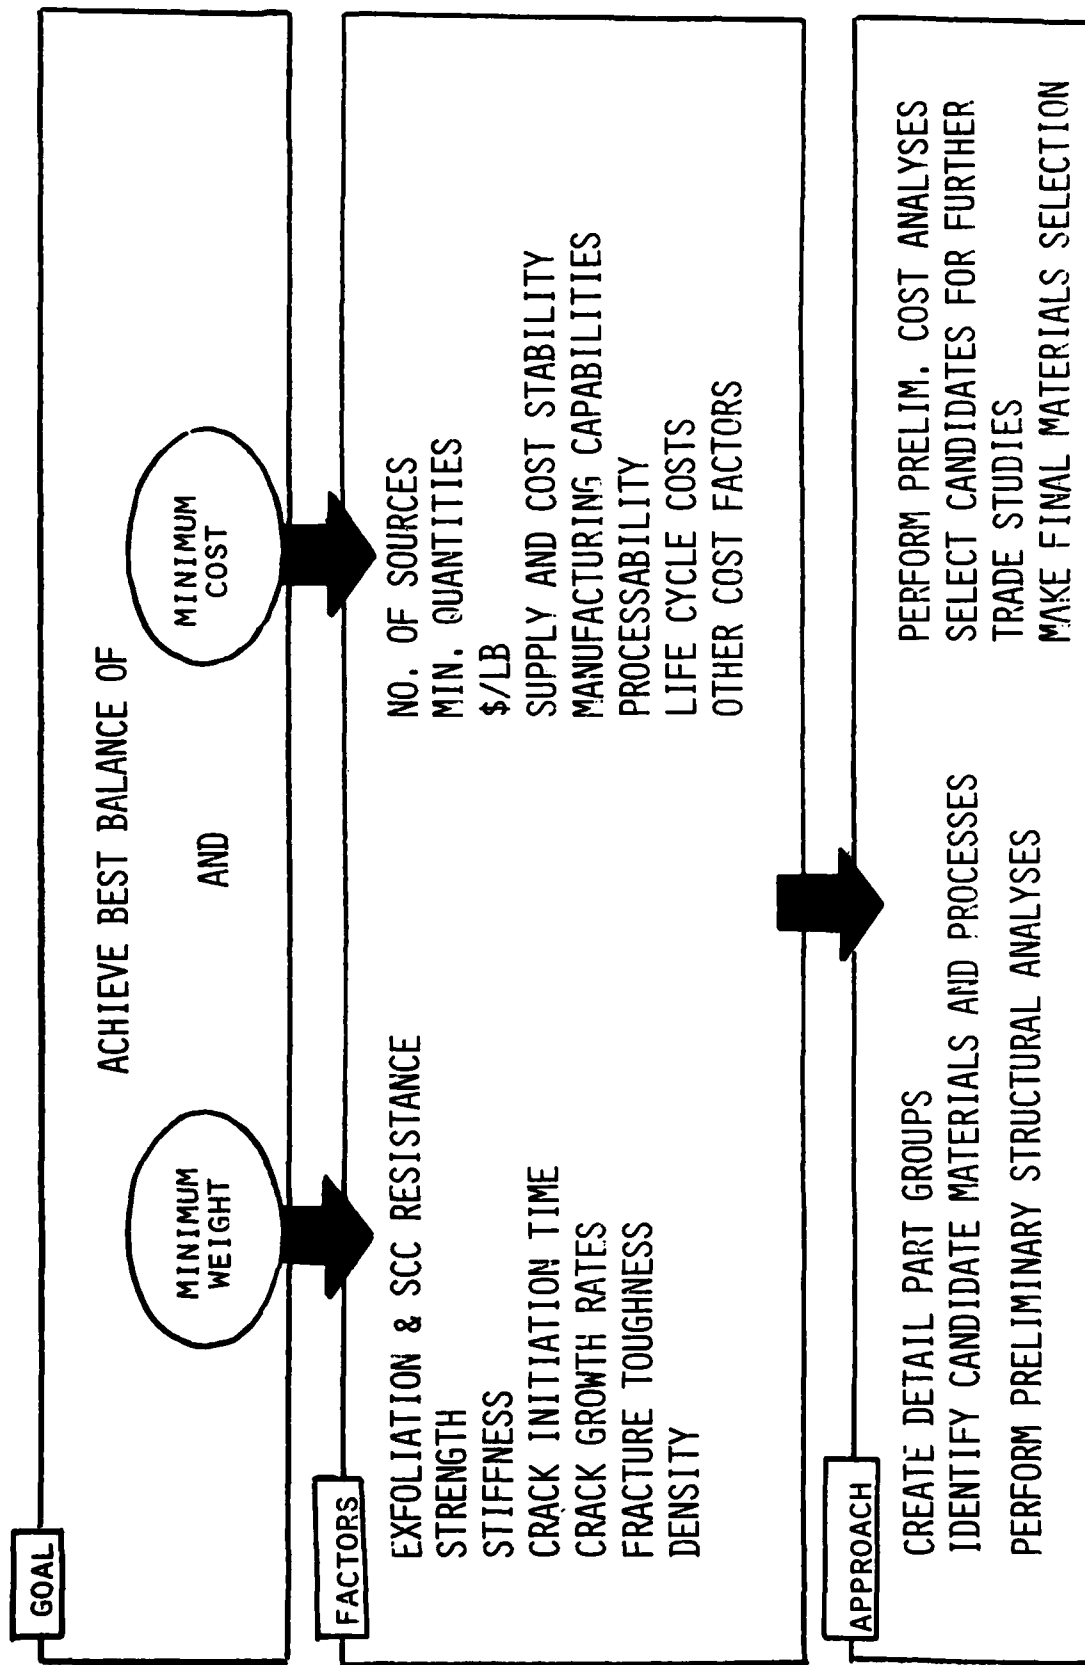 GOAL
ACHIEVE BEST BALANCE OF
MINIMUM
WEIGHT
AND
MINIMUM
COST
FACTORS
EXFOLIATION & SCC RESISTANCE
STRENGTH
STIFFNESS
CRACK INITIATION TIME
CRACK GROWTH RATES
FRACTURE TOUGHNESS
DENSITY
NO. OF SOURCES
MIN. QUANTITIES
$/LB
SUPPLY AND COST STABILITY
MANUFACTURING CAPABILITIES
PROCESSABILITY
LIFE CYCLE COSTS
OTHER COST FACTORS
APPROACH
CREATE DETAIL PART GROUPS
IDENTIFY CANDIDATE MATERIALS AND PROCESSES
PERFORM PRELIMINARY STRUCTURAL ANALYSES
PERFORM PRELIM. COST ANALYSES
SELECT CANDIDATES FOR FURTHER
TRADE STUDIES
MAKE FINAL MATERIALS SELECTION